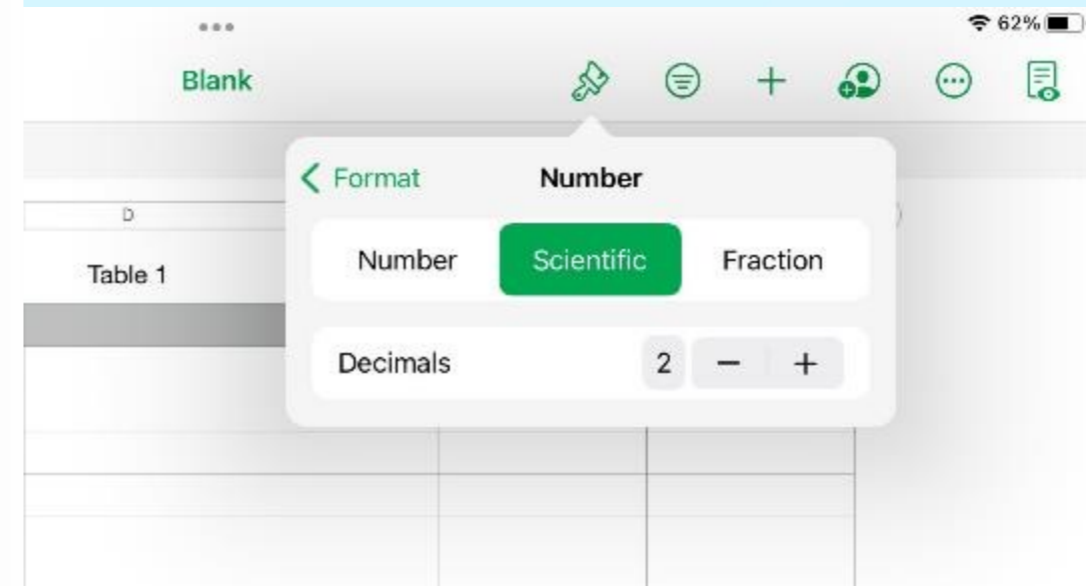 62%
Blank
Format
Number
D
Number Scientific Fraction
Table 1
Decimals 2 − +